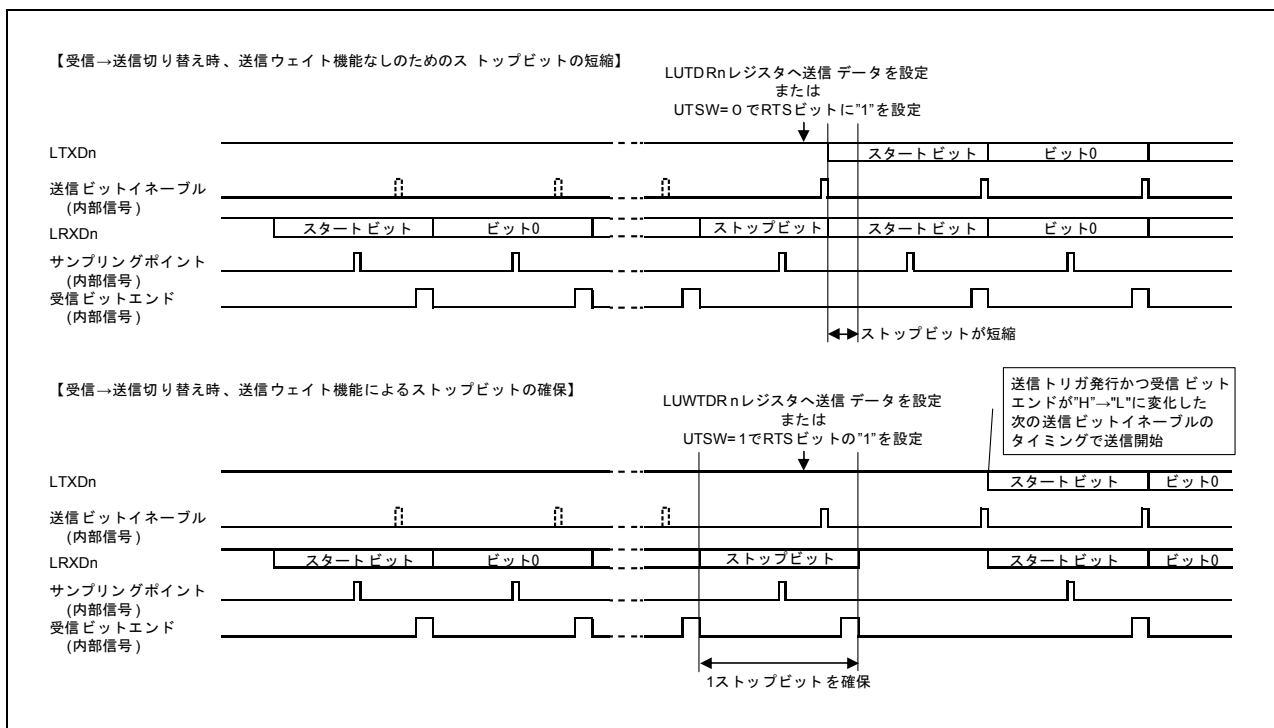 【受信→送信切り替え時、送信ウェイト機能なしのためのス トップビットの短縮】
LUTDRnレジスタへ送信 データを設定
または
UTSW=０でRTSビットに"1"を設定
LTXDn
スタートビット
ビット0
送信ビットイネーブル
(内部信号)
LRXDn
スタートビット
ビット0
ストップビット
スタートビット
ビット0
サンプリングポイント
(内部信号)
受信ビットエンド
(内部信号)
ストップビットが短縮
【受信→送信切り替え時、送信ウェイト機能によるストップビットの確保】
LUWTDRnレジスタへ送信 データを設定
または
UTSW=1でRTSビットの"1"を設定
送信トリガ発行かつ受信 ビット
エンドが"H"→"L"に変化した
次の送信ビットイネーブルの
タイミングで送信開始
LTXDn
スタートビット
ビット0
送信ビットイネーブル
(内部信号)
LRXDn
スタートビット
ビット0
ストップビット
スタートビット
ビット0
サンプリングポイント
(内部信号)
受信ビットエンド
(内部信号)
1ストップビットを確保